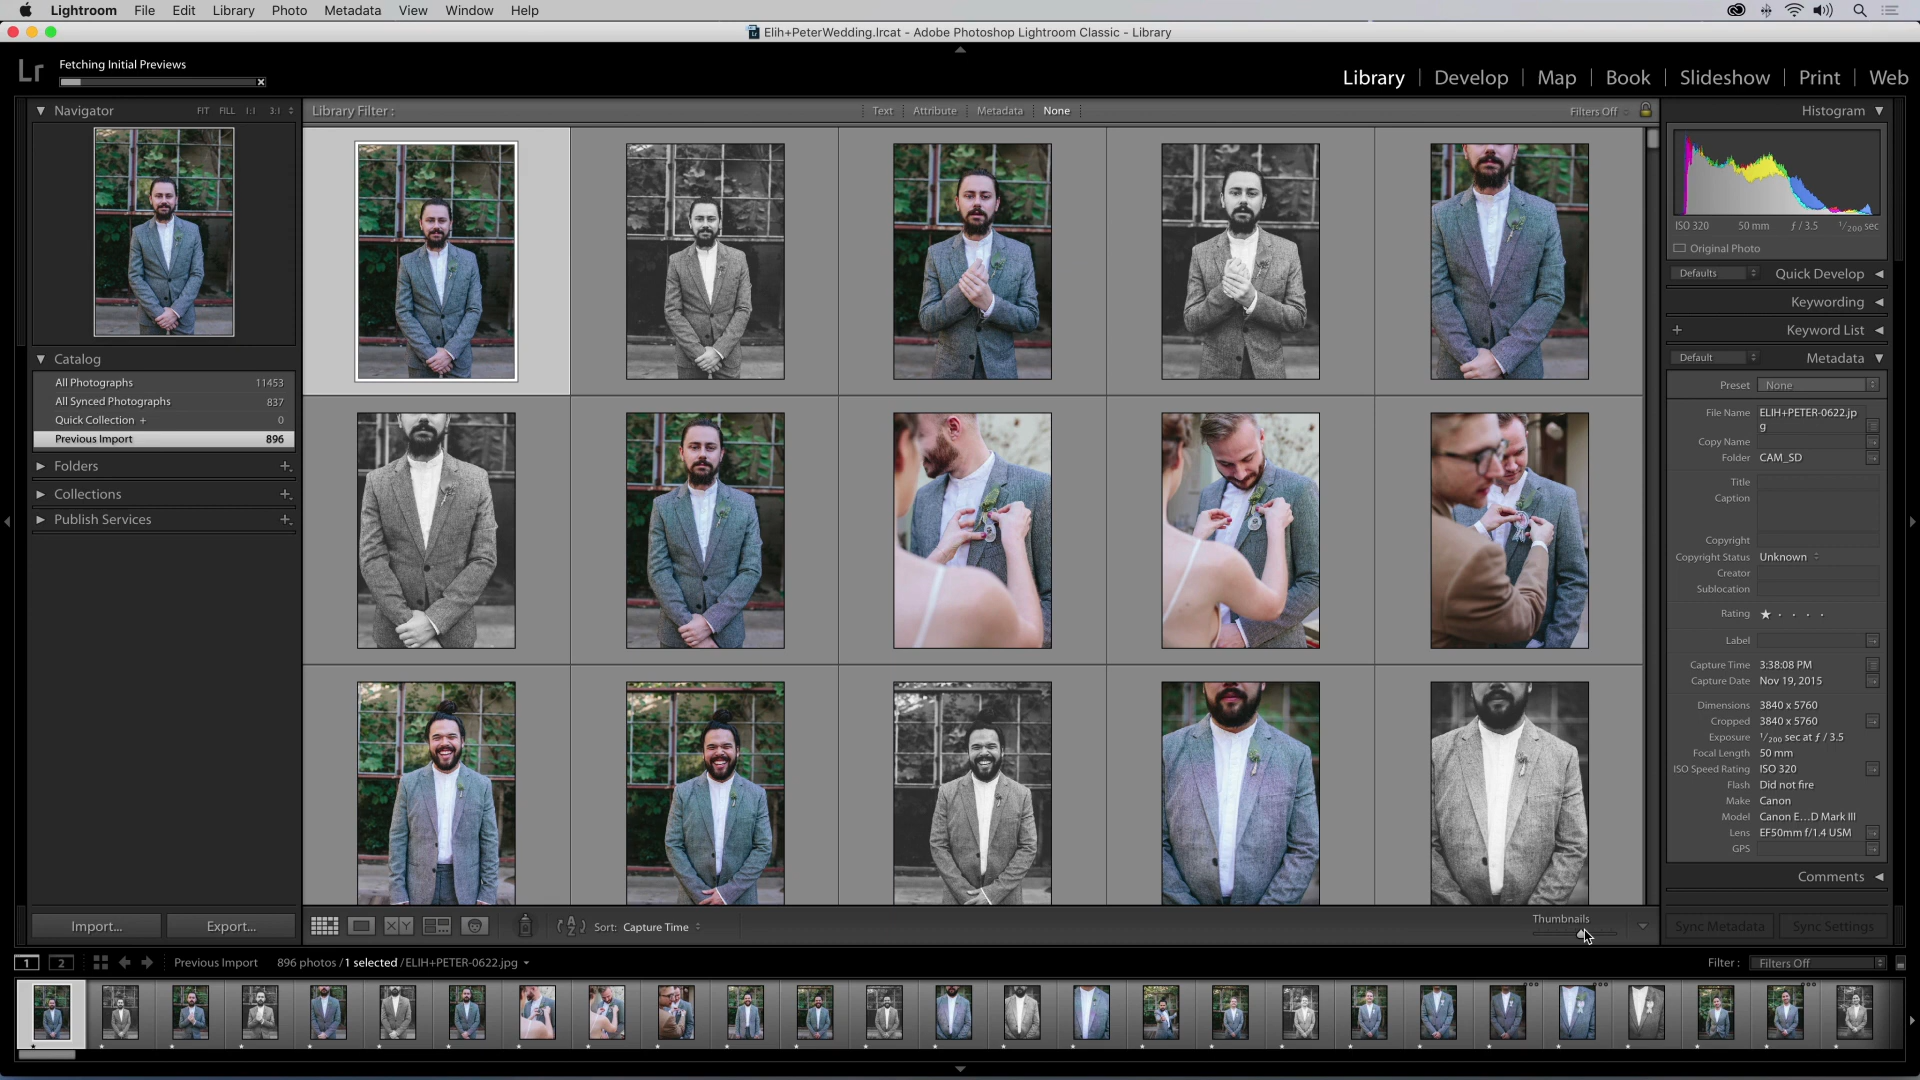 Lightroom File Edit Library Photo Metadata View Window Help
Elih+PeterWedding.lrcat - Adobe Photoshop Lightroom Classic - Library
Lr
Fetching Initial Previews
Library | Develop | Map | Book | Slideshow | Print | Web
Navigator FIT FILL 1:1 3:1
Library Filter : Text Attribute Metadata None Filters Off
Histogram
ISO 320 50 mm ƒ / 3.5 1/200 sec
Original Photo
Defaults Quick Develop
Keywording
+ Keyword List
Default Metadata
Preset None
File Name ELIH+PETER-0622.jp
g
Copy Name
Folder CAM_SD
Title
Caption
Copyright
Copyright Status Unknown
Creator
Sublocation
Rating
Label
Capture Time 3:38:08 PM
Capture Date Nov 19, 2015
Dimensions 3840 x 5760
Cropped 3840 x 5760
Exposure 1/200 sec at ƒ / 3.5
Focal Length 50 mm
ISO Speed Rating ISO 320
Flash Did not fire
Make Canon
Model Canon E…D Mark III
Lens EF50mm f/1.4 USM
GPS
Comments
Sync Metadata Sync Settings
Catalog
All Photographs 11453
All Synced Photographs 837
Quick Collection + 0
Previous Import 896
Folders +
Collections +
Publish Services +
Import... Export...
X Y
A Z Sort: Capture Time
Thumbnails
1 2 Previous Import 896 photos / 1 selected / ELIH+PETER-0622.jpg
Filter : Filters Off